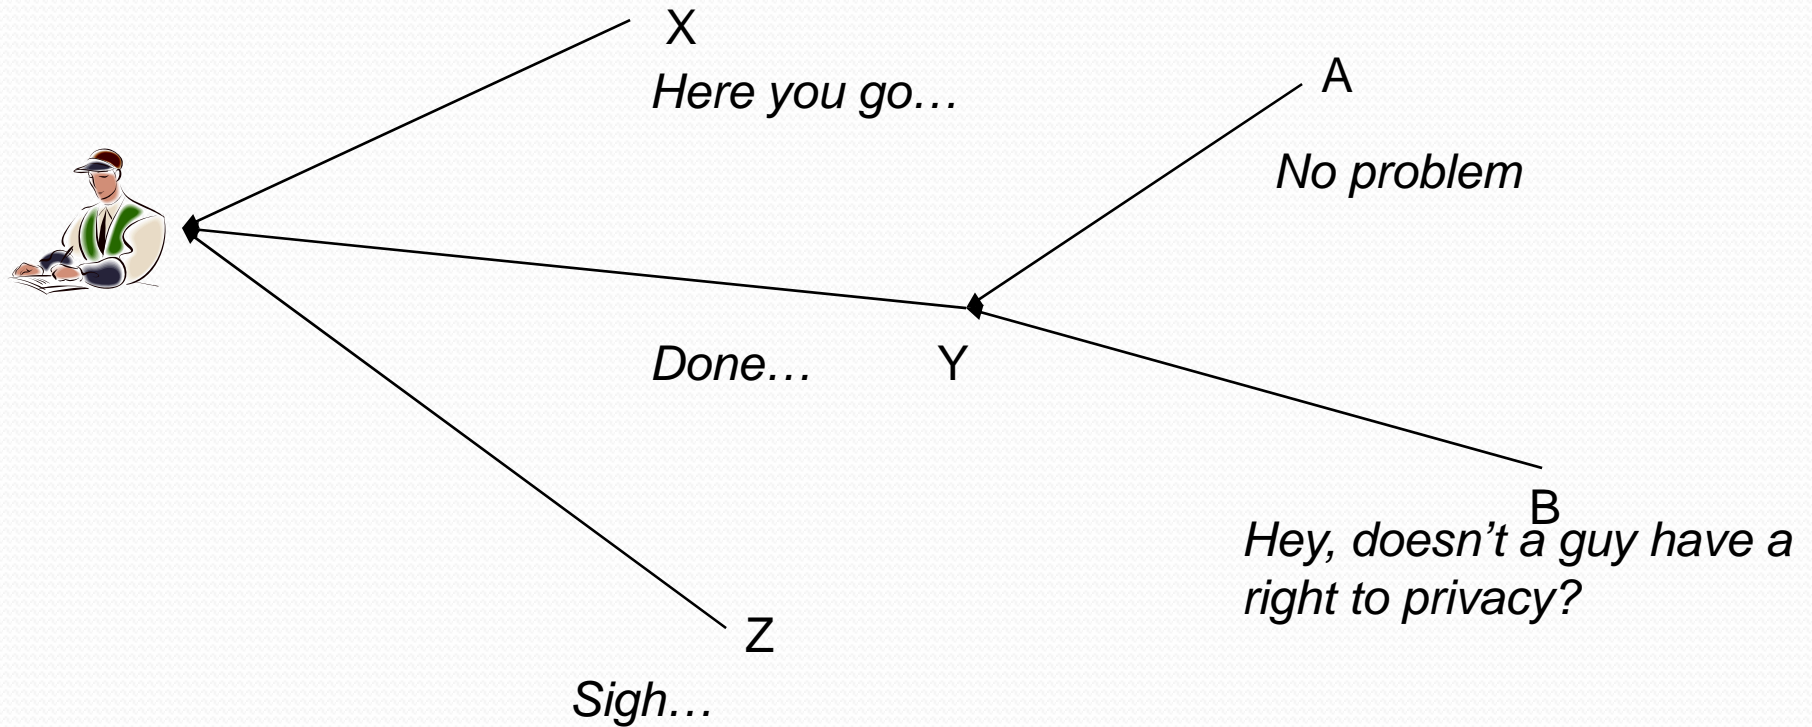 X
Here you go…
A
No problem
Done…
Y
B
Hey, doesn’t a guy have a
right to privacy?
Z
Sigh…